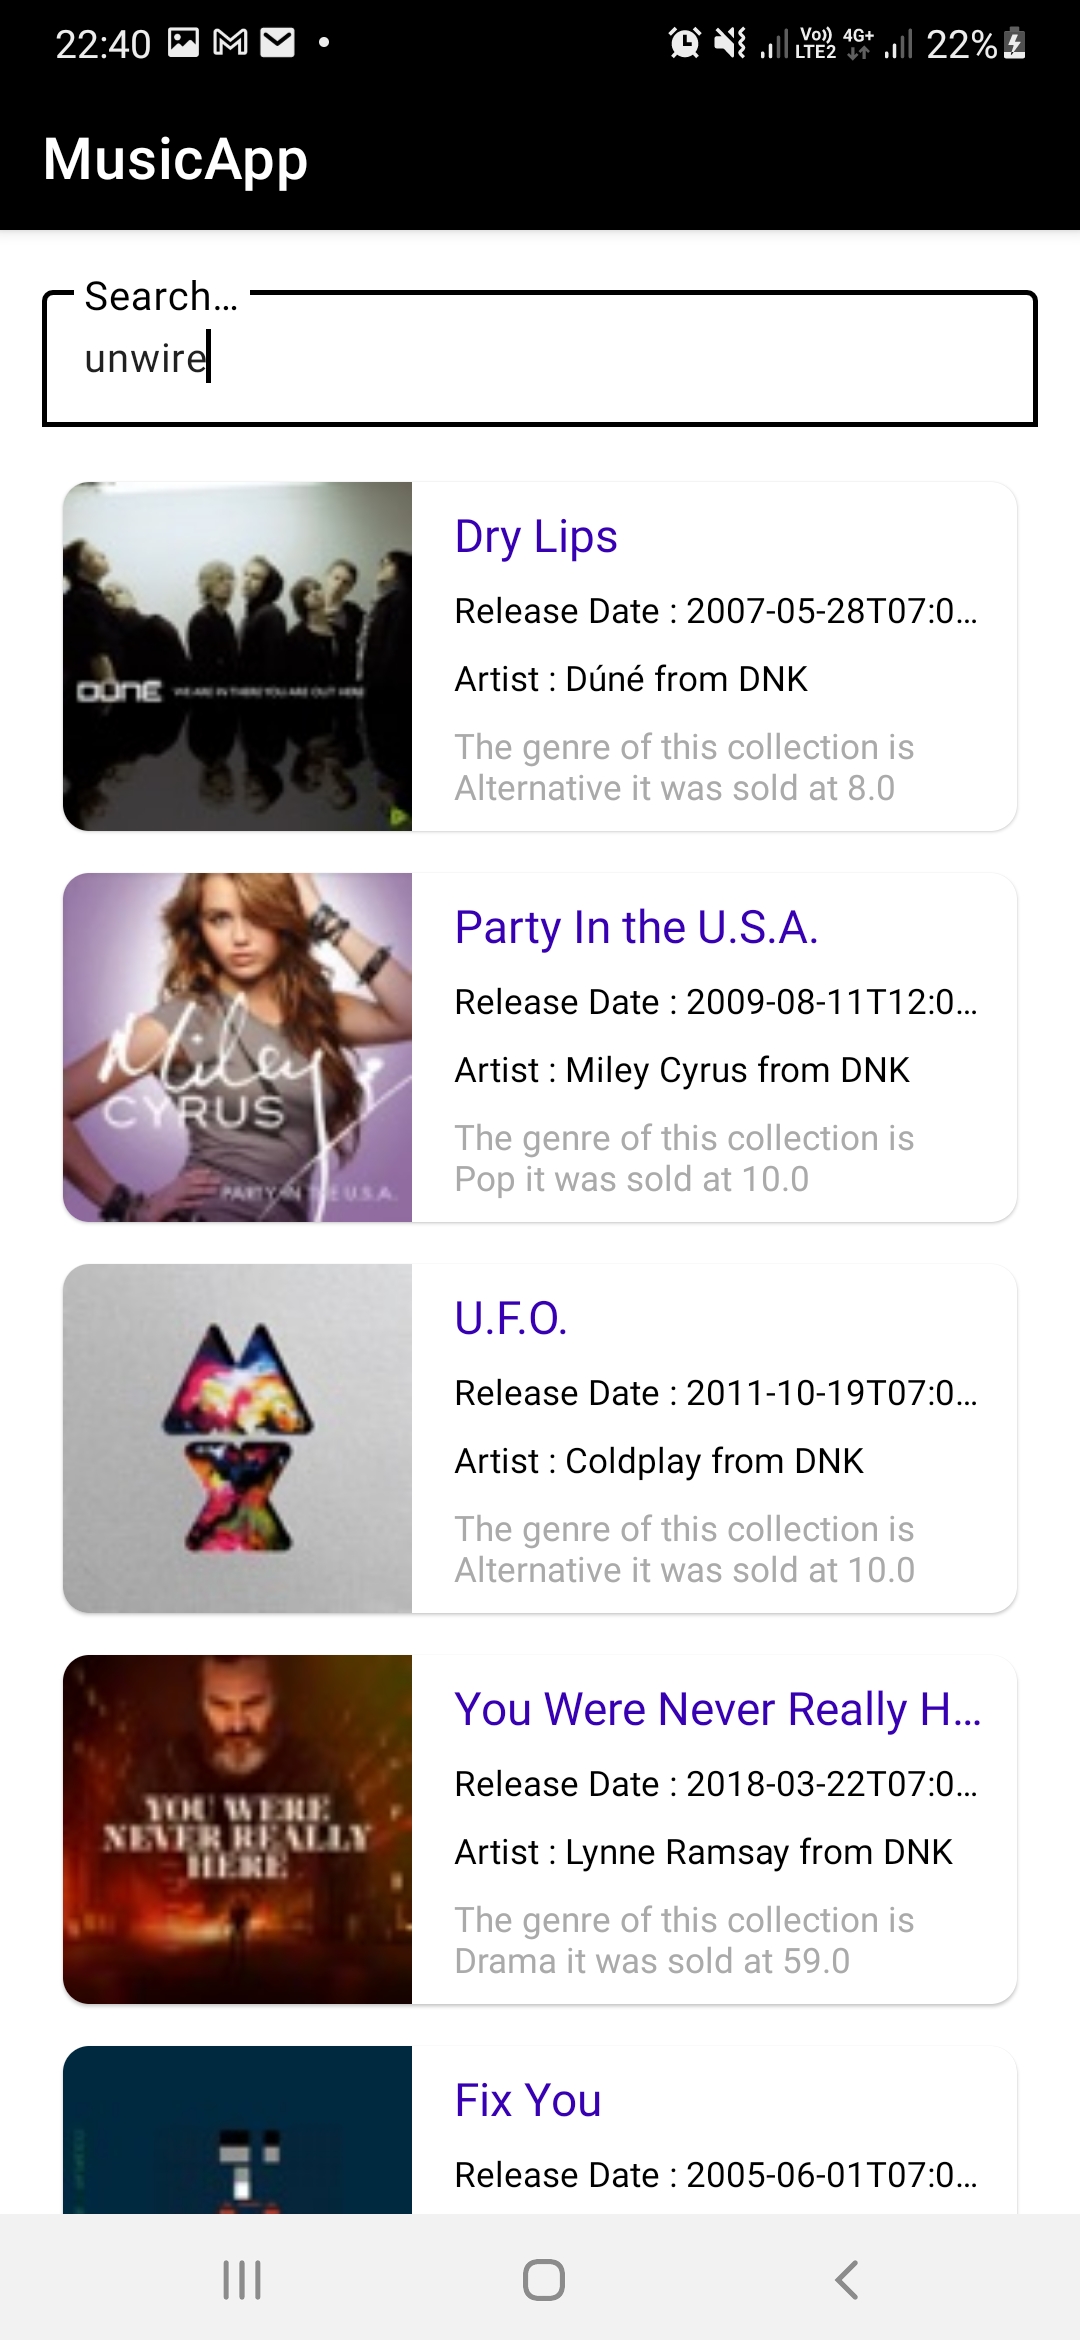 22:40
Vo)) 4G+ 22%
LTE2
MusicApp
Search...
unwire
Dry Lips
Release Date : 2007-05-28T07:0...
Artist : Dúné from DNK
The genre of this collection is
Alternative it was sold at 8.0
DÚNÉ WE ARE IN THERE YOU ARE OUT HERE
Party In the U.S.A.
Release Date : 2009-08-11T12:0...
Artist : Miley Cyrus from DNK
The genre of this collection is
Pop it was sold at 10.0
Miley
CYRUS
PARTY IN THE U.S.A.
U.F.O.
Release Date : 2011-10-19T07:0...
Artist : Coldplay from DNK
The genre of this collection is
Alternative it was sold at 10.0
You Were Never Really H...
Release Date : 2018-03-22T07:0...
Artist : Lynne Ramsay from DNK
The genre of this collection is
Drama it was sold at 59.0
YOU WERE
NEVER REALLY
HERE
Fix You
Release Date : 2005-06-01T07:0...